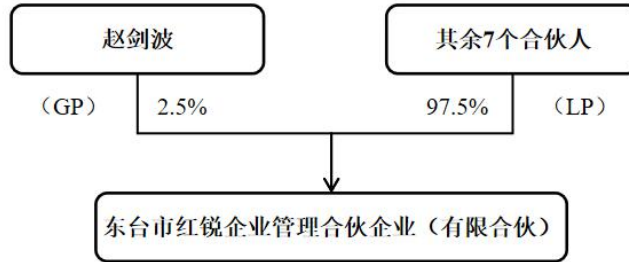 赵剑波
其余7个合伙人
（GP）
2.5%
97.5%
（LP）
东台市红锐企业管理合伙企业（有限合伙）